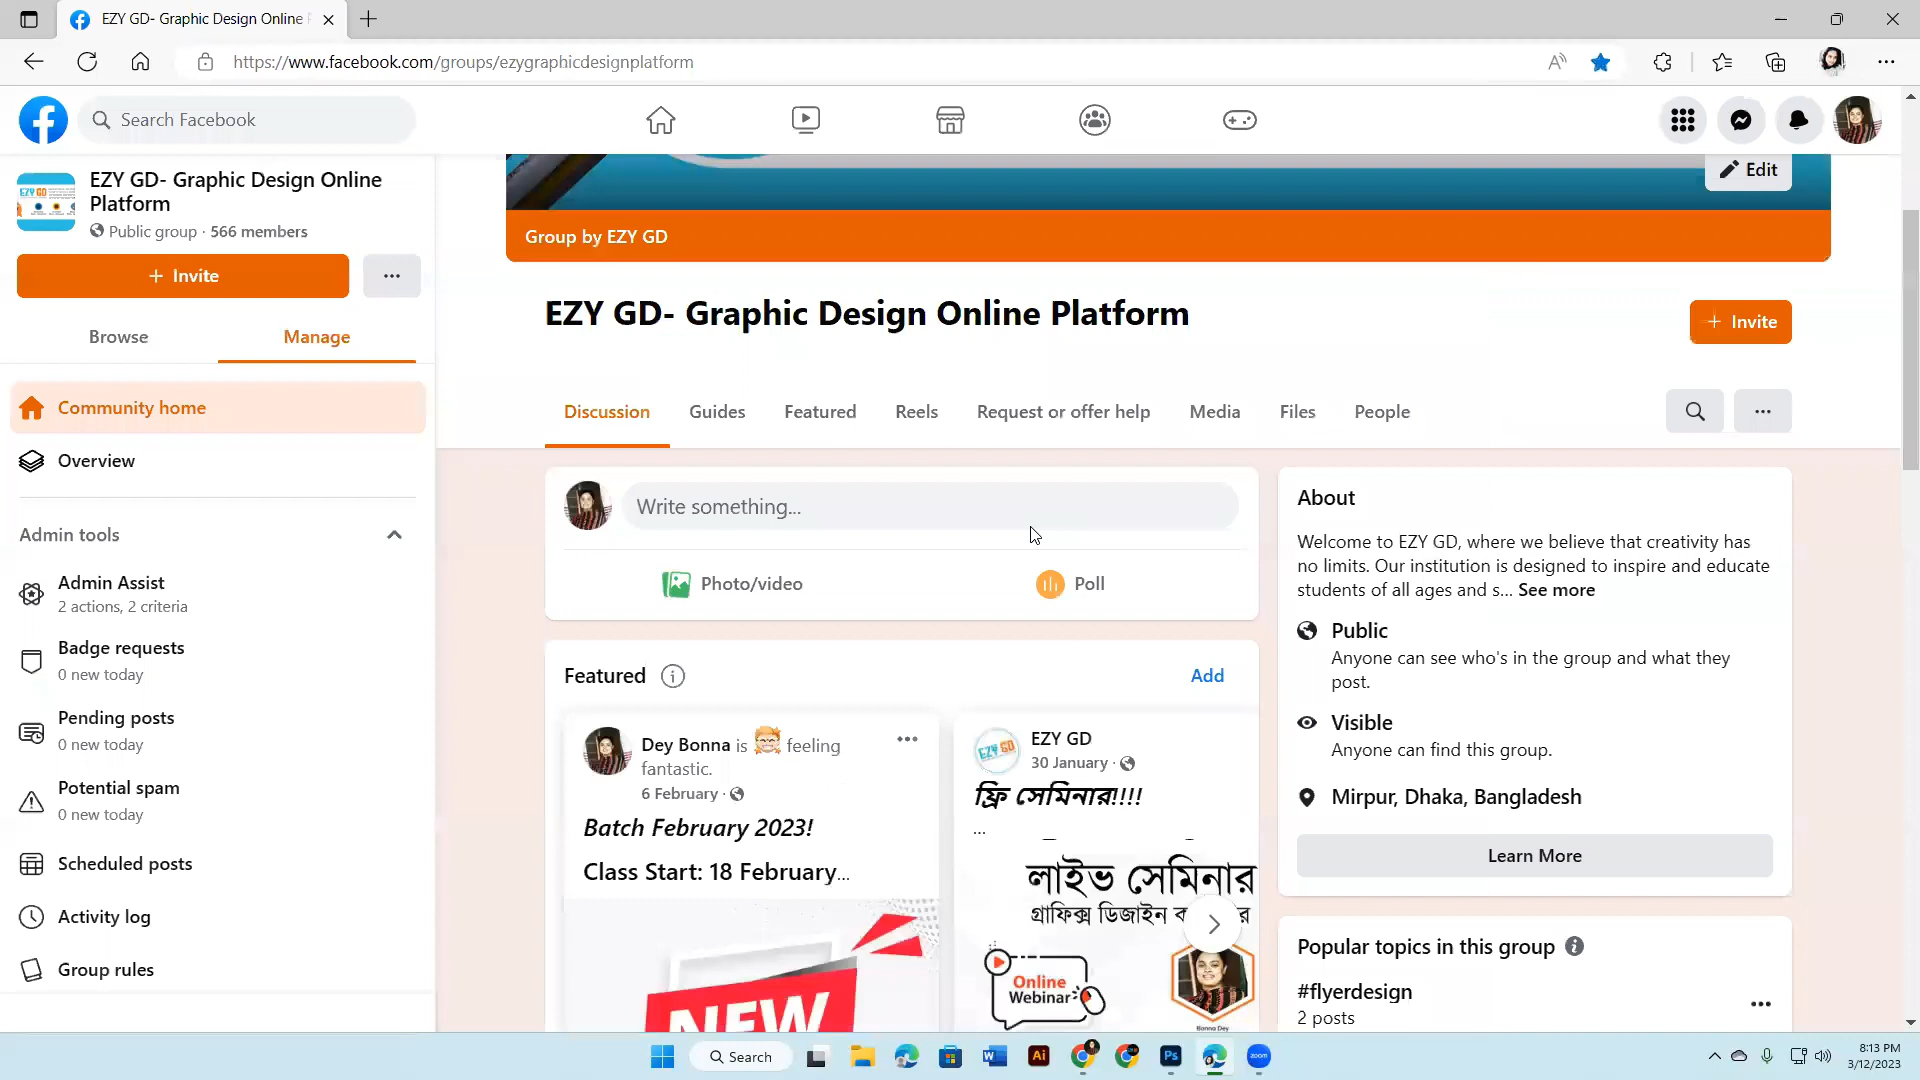 EZY GD- Graphic Design Online
https://www.facebook.com/groups/ezygraphicdesignplatform
Search Facebook
EZY GD- Graphic Design Online
Platform
Public group · 566 members
+ Invite
Browse
Manage
Community home
Overview
Admin tools
Admin Assist
2 actions, 2 criteria
Badge requests
0 new today
Pending posts
0 new today
Potential spam
0 new today
Scheduled posts
Activity log
Group rules
Edit
Group by EZY GD
EZY GD- Graphic Design Online Platform
+ Invite
Discussion
Guides
Featured
Reels
Request or offer help
Media
Files
People
Write something...
Photo/video
Poll
Featured
Add
Dey Bonna is feeling
fantastic.
6 February ·
Batch February 2023!
Class Start: 18 February...
NEW
EZY GD
EZY GD
30 January ·
ফ্রি সেমিনার!!!!
...
লাইভ সেমিনার
গ্রাফিক্স ডিজাইন
Online
Webinar
Bonna Dey
About
Welcome to EZY GD, where we believe that creativity has
no limits. Our institution is designed to inspire and educate
students of all ages and s... See more
Public
Anyone can see who's in the group and what they
post.
Visible
Anyone can find this group.
Mirpur, Dhaka, Bangladesh
Learn More
Popular topics in this group
#flyerdesign
2 posts
Search
Ai
Ps
zoom
8:13 PM
3/12/2023